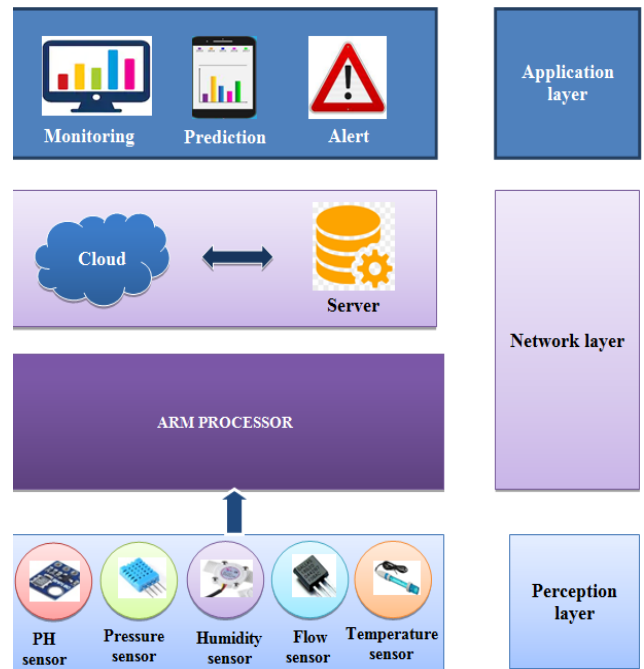 Monitoring
Prediction
Alert
Application
layer
Cloud
Server
Network layer
ARM PROCESSOR
PH
sensor
Pressure
sensor
Humidity
sensor
Flow
sensor
Temperature
sensor
Perception
layer